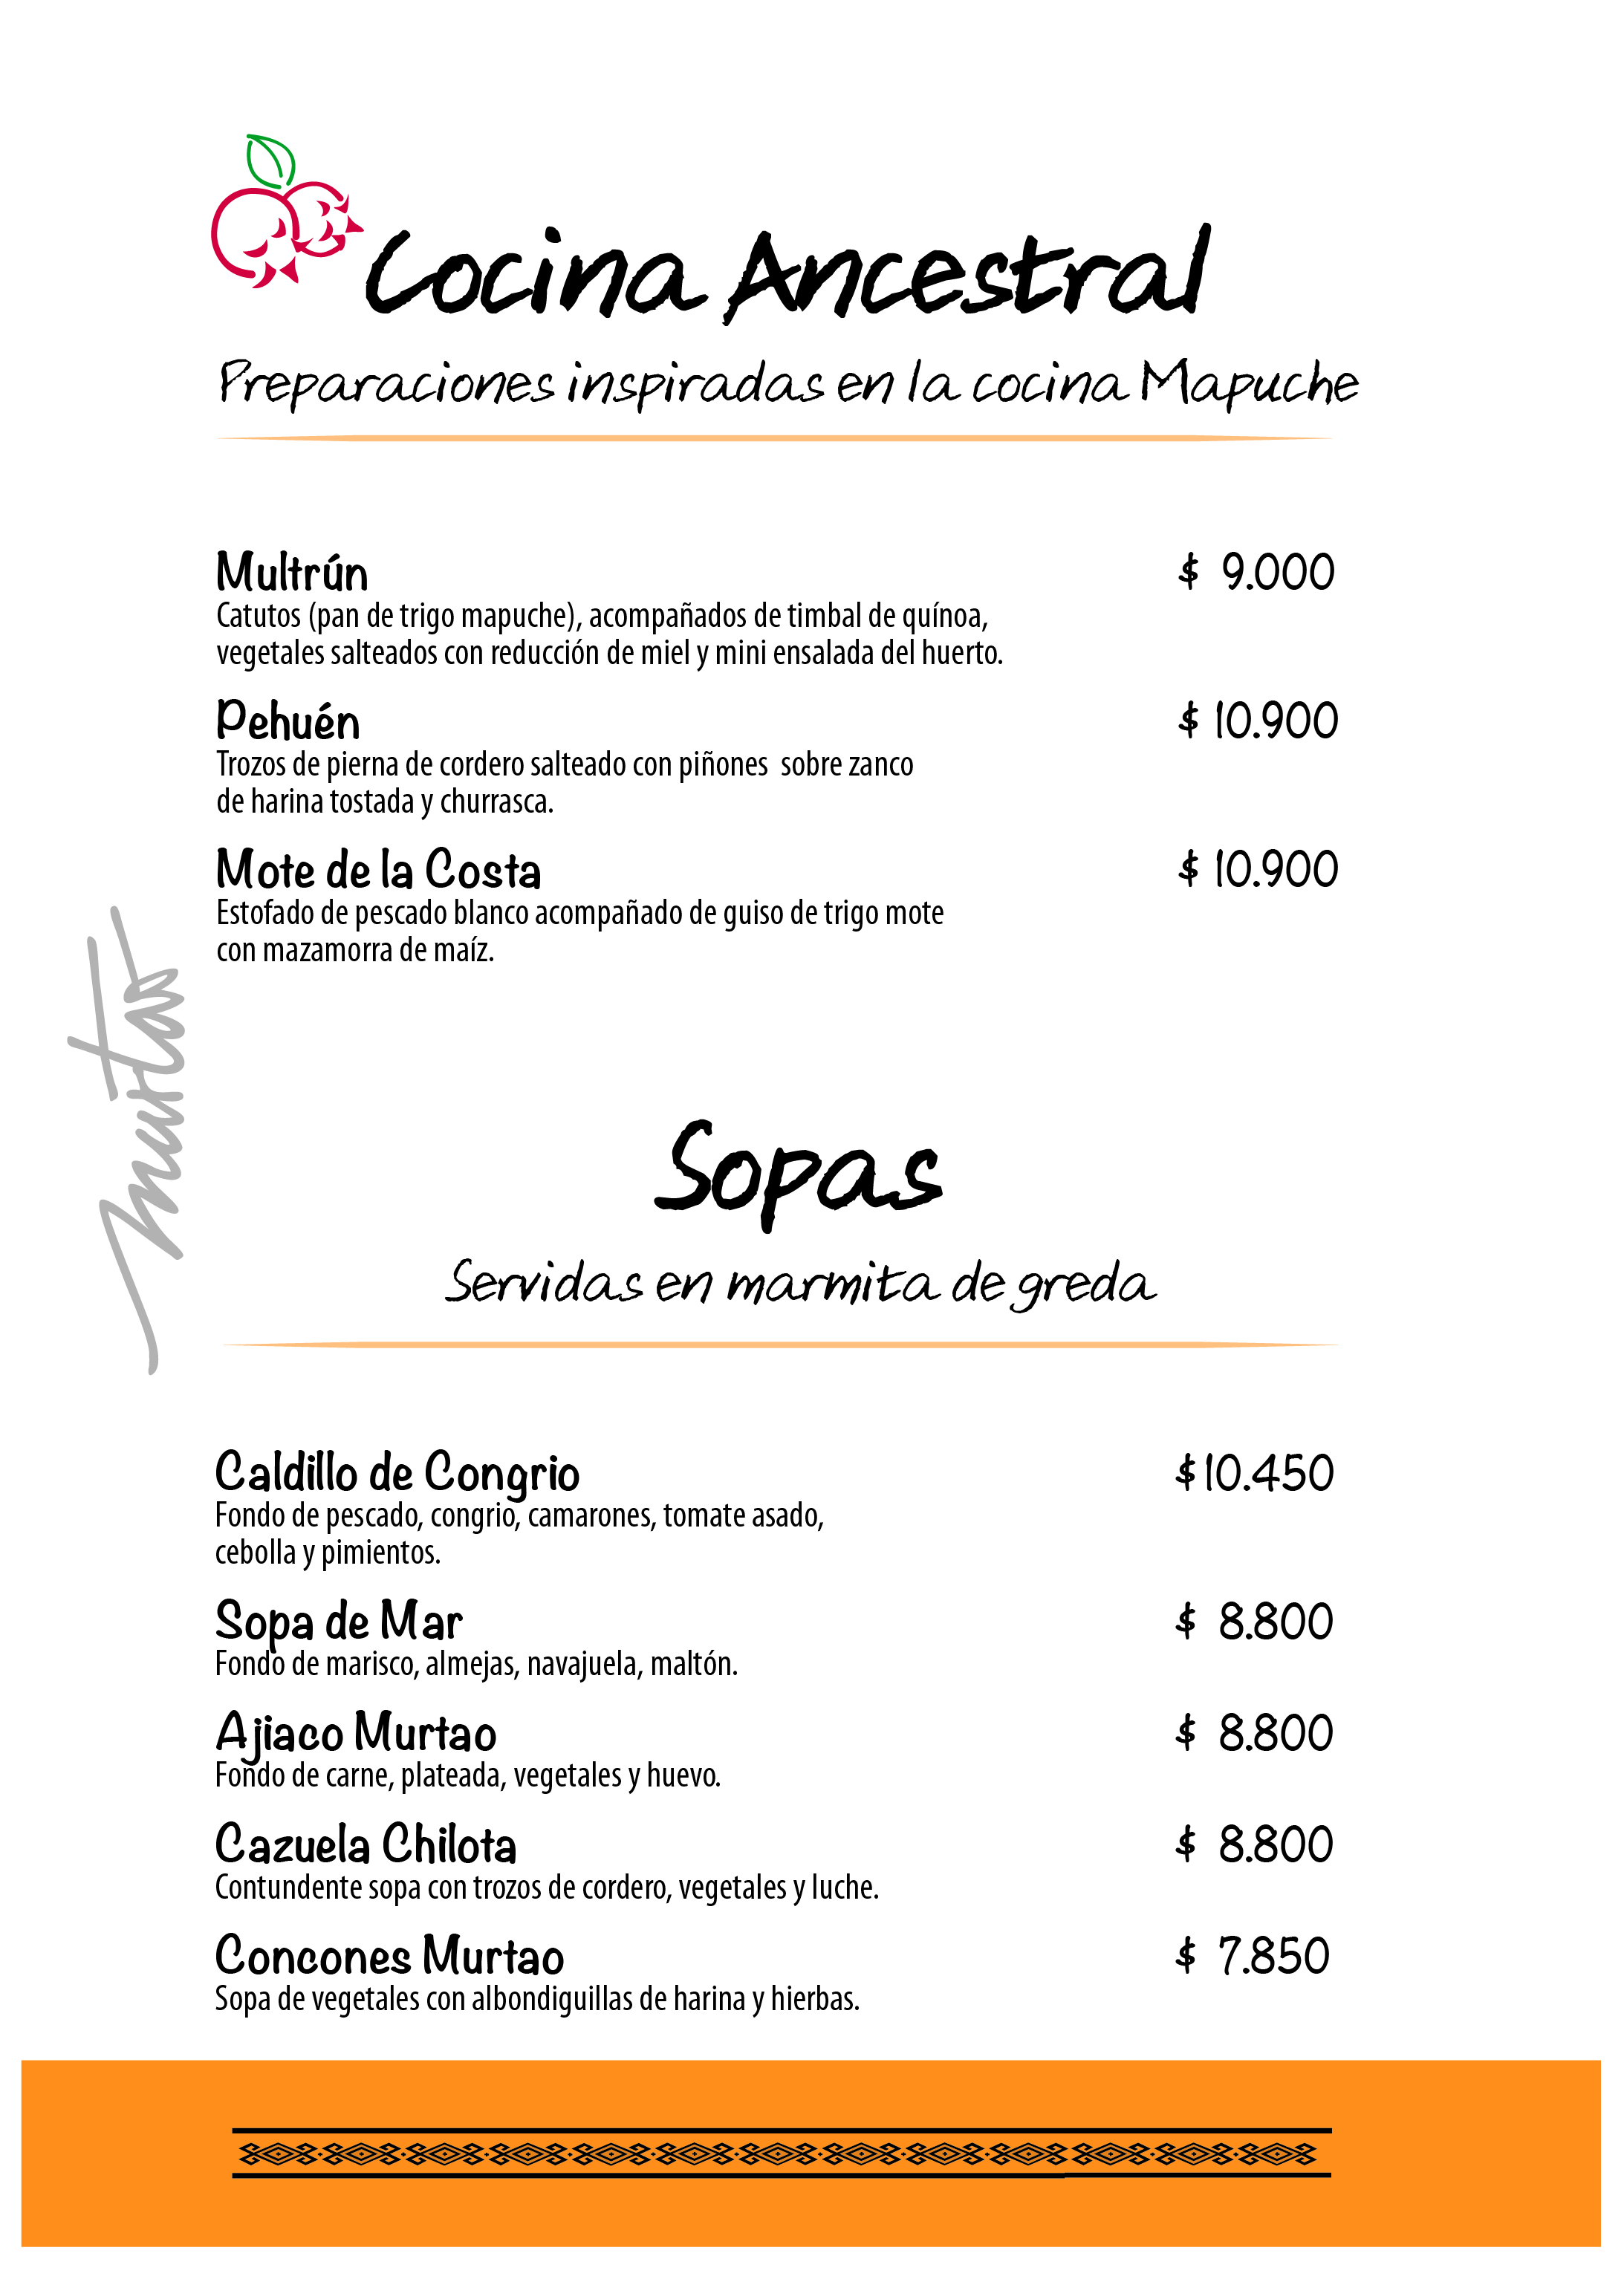 Cocina Ancestral
Preparaciones inspiradas en la cocina Mapuche
Multrún $ 9.000
Catutos (pan de trigo mapuche), acompañados de timbal de quínoa,
vegetales salteados con reducción de miel y mini ensalada del huerto.
Pehuén $ 10.900
Trozos de pierna de cordero salteado con piñones sobre zanco
de harina tostada y churrasca.
Mote de la Costa $ 10.900
Estofado de pescado blanco acompañado de guiso de trigo mote
con mazamorra de maíz.
murtao
Sopas
Servidas en marmita de greda
Caldillo de Congrio $10.450
Fondo de pescado, congrio, camarones, tomate asado,
cebolla y pimientos.
Sopa de Mar $ 8.800
Fondo de marisco, almejas, navajuela, maltón.
Ajiaco Murtao $ 8.800
Fondo de carne, plateada, vegetales y huevo.
Cazuela Chilota $ 8.800
Contundente sopa con trozos de cordero, vegetales y luche.
Concones Murtao $ 7.850
Sopa de vegetales con albondiguillas de harina y hierbas.